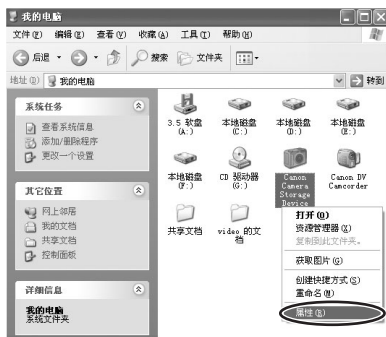 我的电脑
文件(F) 编辑(E) 查看(V) 收藏(A) 工具(T) 帮助(H)
后退 搜索 文件夹
地址(D) 我的电脑 转到
系统任务
查看系统信息
添加/删除程序
更改一个设置
其它位置
网上邻居
我的文档
共享文档
控制面板
详细信息
我的电脑
系统文件夹
3.5 软盘 (A:)
本地磁盘 (C:)
本地磁盘 (D:)
本地磁盘 (E:)
本地磁盘 (F:)
CD 驱动器 (G:)
Canon Camera Storage Device
Canon DV Camcorder
共享文档
video 的文档
打开(O)
资源管理器(X)
复制到此文件夹。
获取图片(G)
创建快捷方式(S)
重命名(M)
属性(R)